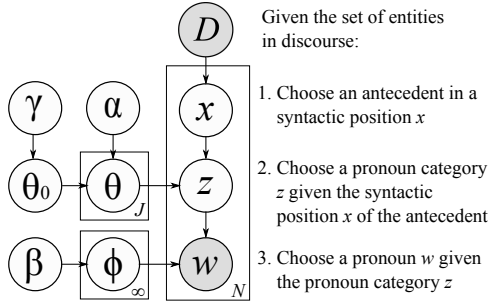 D
Given the set of entities
in discourse:
γ
α
x
1. Choose an antecedent in a
syntactic position x
θ0
θ
J
z
2. Choose a pronoun category
z given the syntactic
position x of the antecedent
β
ϕ
∞
w
N
3. Choose a pronoun w given
the pronoun category z